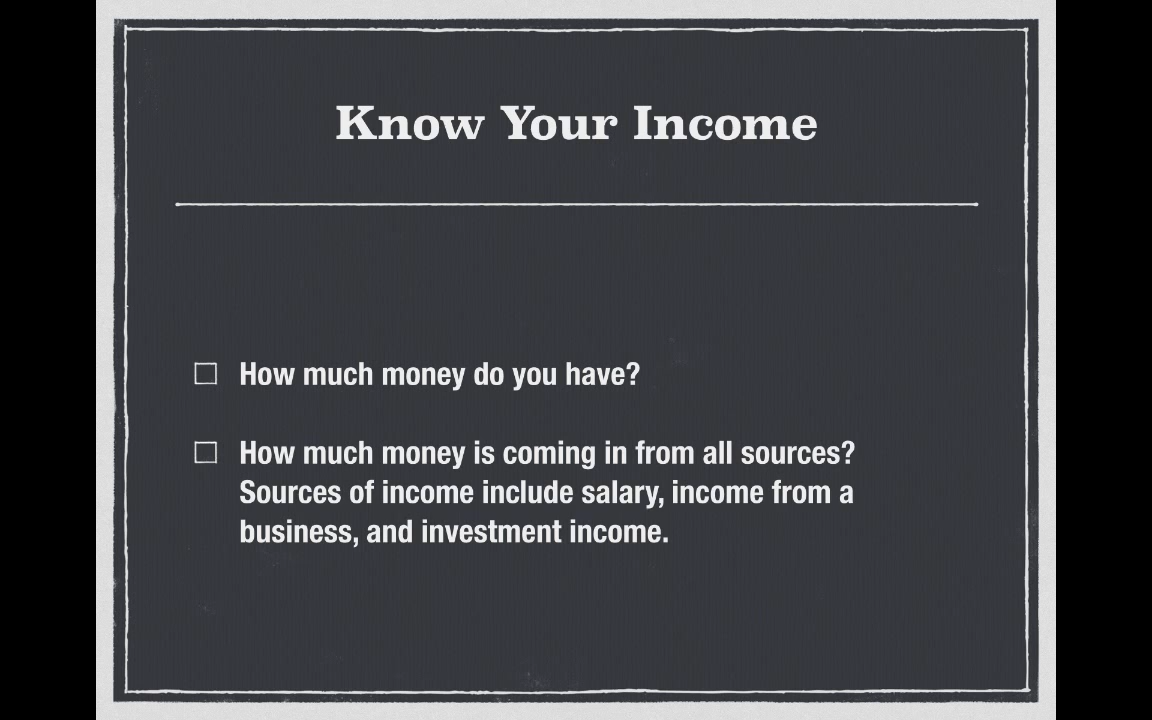 Know Your Income
How much money do you have?
How much money is coming in from all sources?
Sources of income include salary, income from a
business, and investment income.